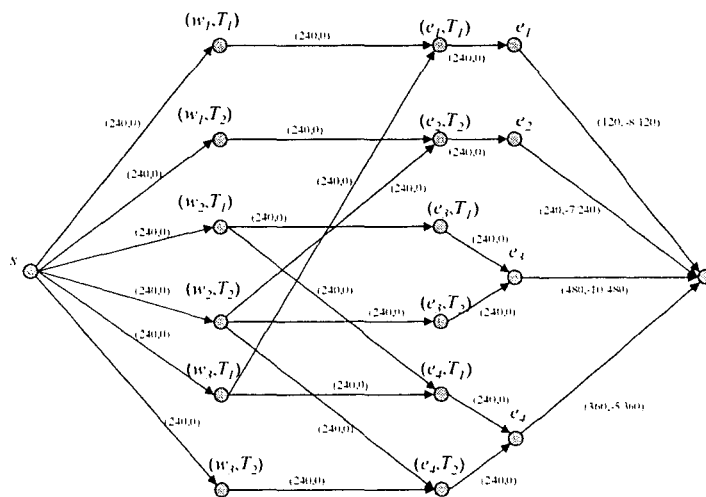 (w₁,T₁)
(e₁,T₁)
e₁
(240,0)
(240,0)
(240,0)
(w₁,T₂)
(e₂,T₂)
e₂
(120,-8·120)
(240,0)
(240,0)
(240,0)
(240,0)
(240,0)
(w₂,T₁)
(e₃,T₁)
(240,-7·240)
(240,0)
(240,0)
(240,0)
e₃
s
(w₂,T₂)
(240,0)
(240,0)
(e₃,T₂)
(240,0)
(480,-10·480)
(240,0)
(240,0)
(w₃,T₁)
(e₄,T₁)
(240,0)
(240,0)
e₄
(360,-5·360)
(240,0)
(240,0)
(w₃,T₂)
(e₄,T₂)
(240,0)
(240,0)